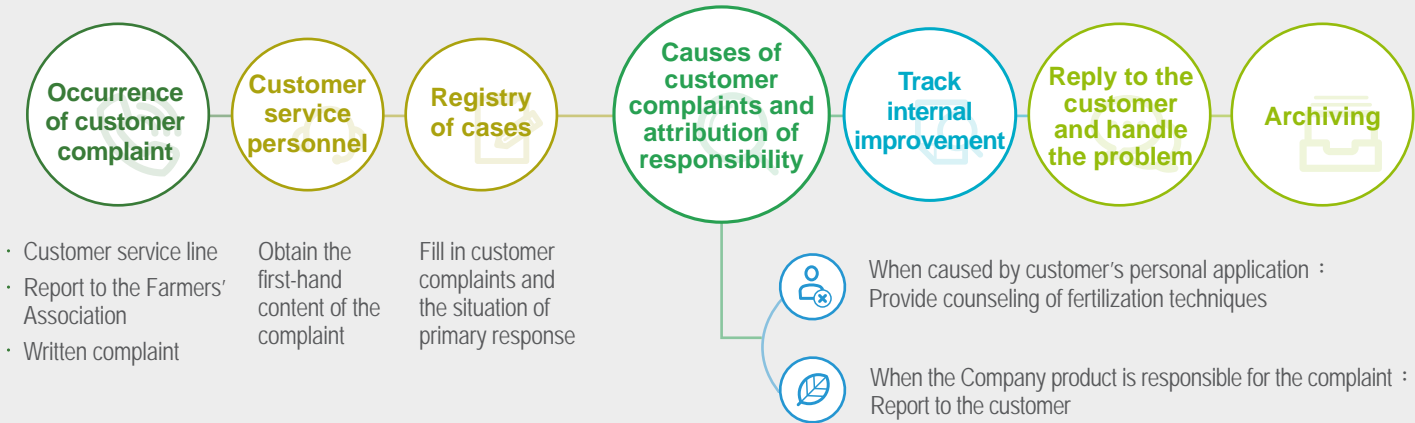 Occurrence
of customer
complaint
Customer
service
personnel
Registry
of cases
Causes of
customer
complaints and
attribution of
responsibility
Track
internal
improvement
Reply to the
customer
and handle
the problem
Archiving
· Customer service line
· Report to the Farmers'
Association
· Written complaint
Obtain the
first-hand
content of the
complaint
Fill in customer
complaints and
the situation of
primary response
When caused by customer's personal application：
Provide counseling of fertilization techniques
When the Company product is responsible for the complaint：
Report to the customer